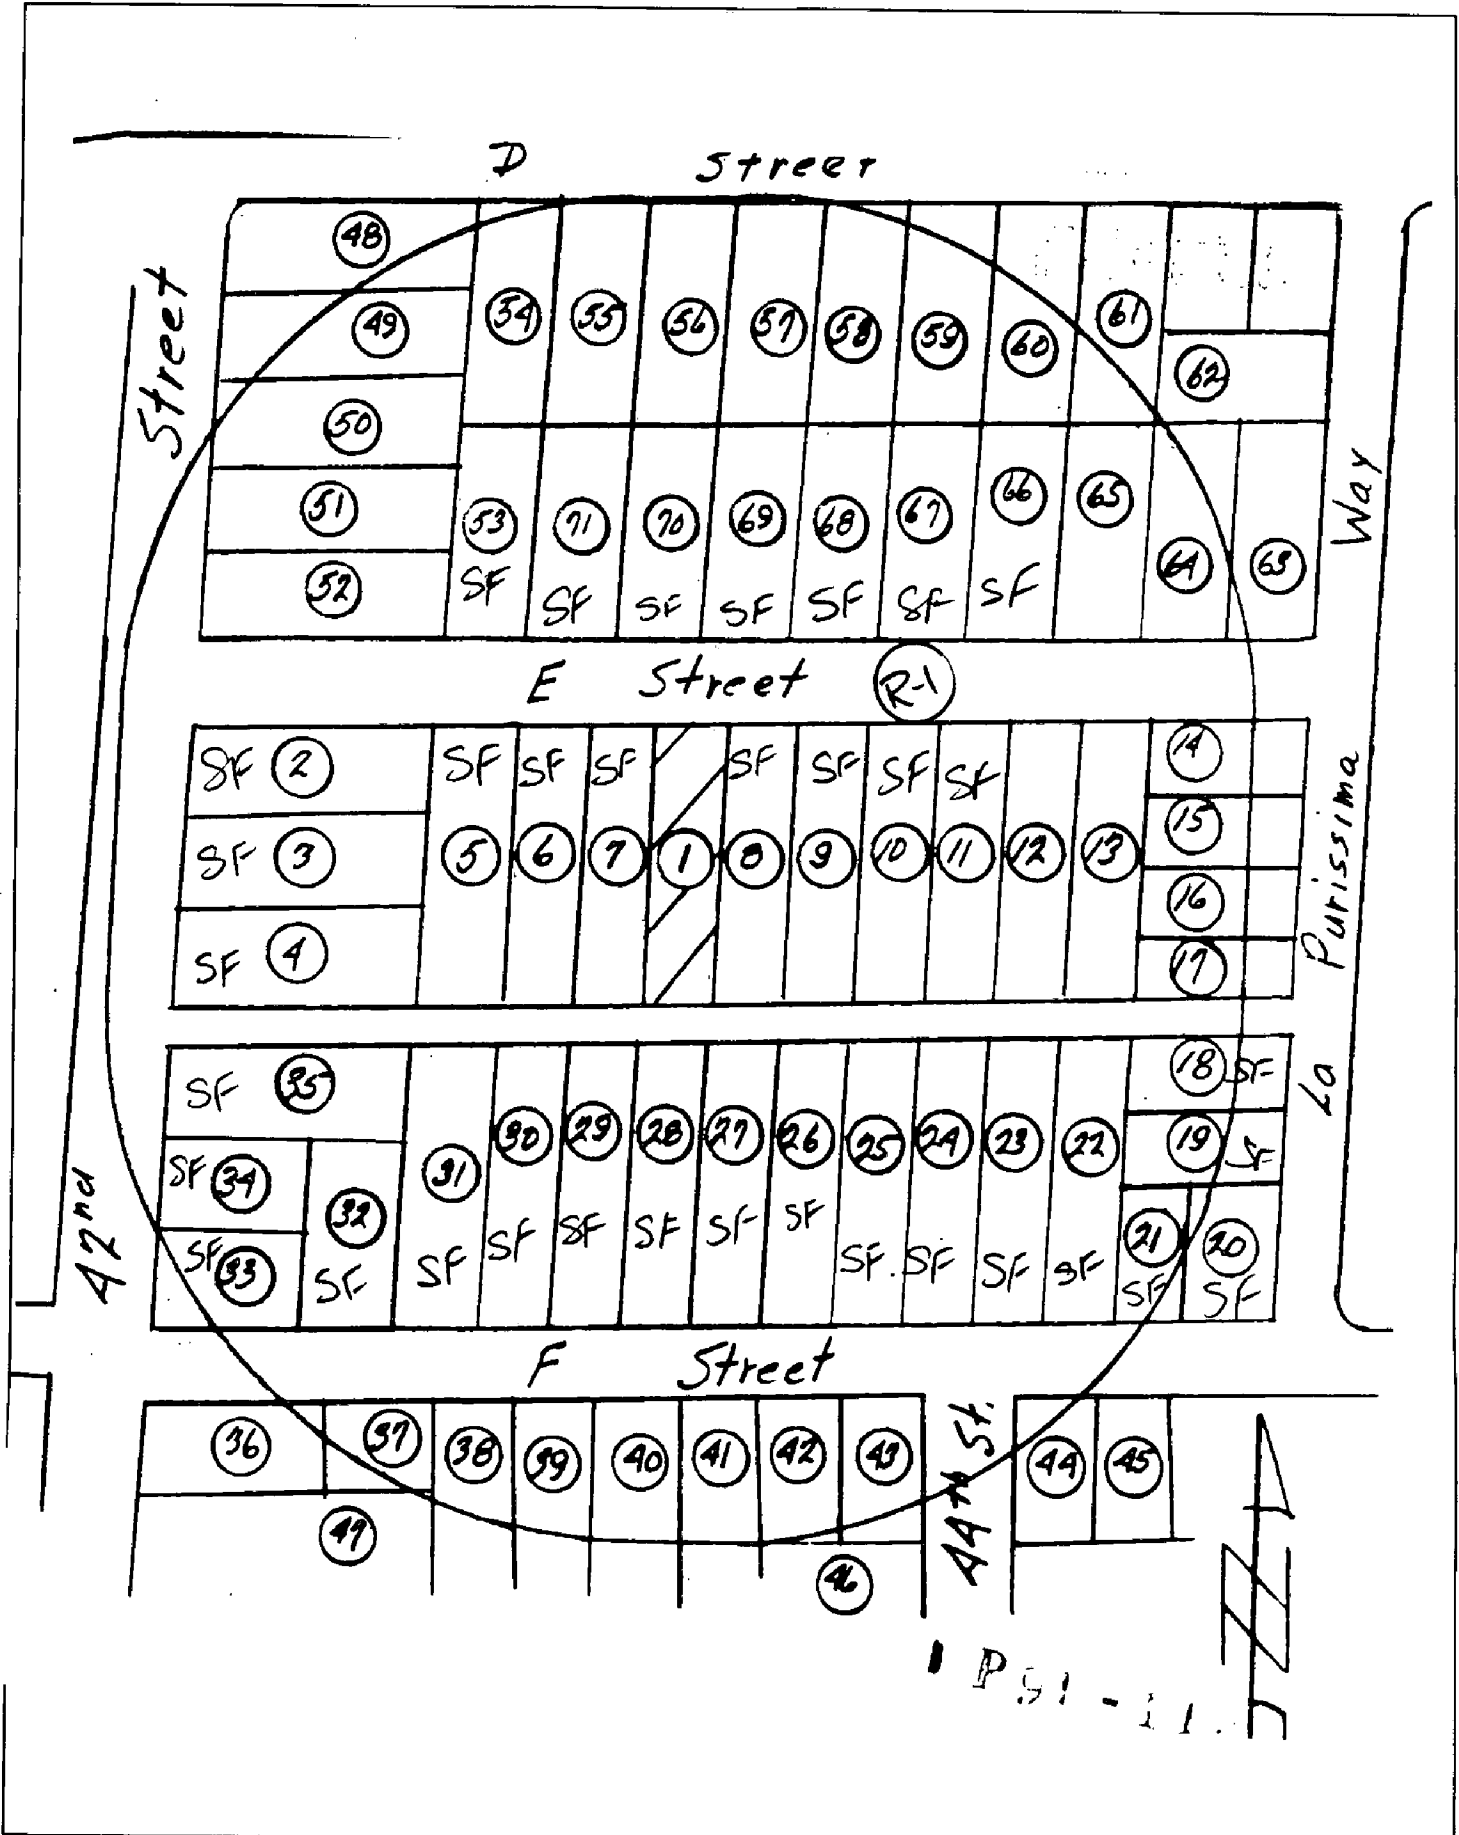 D Street
48
54 55 56 57 58 59 60 61
49
62
50
51
53 71 70 69 68 67 66 65
52
64 63
SF SF SF SF SF SF SF
Street
Way
E Street R-1
SF 2
SF SF SF SF SF SF SF
14
SF 3
5 6 7 1 8 9 10 11 12 13
15
16
SF 4
17
La Purissima
SF 35
18 SF
30 29 28 27 26 25 24 23 22
19 SF
SF 34
31
32
SF 33
21 20
SF SF SF SF SF SF SF SF SF SF SF
SF SF
42nd
F Street
36 37 38 39 40 41 42 43
44 45
44th St.
47
46
P91-11